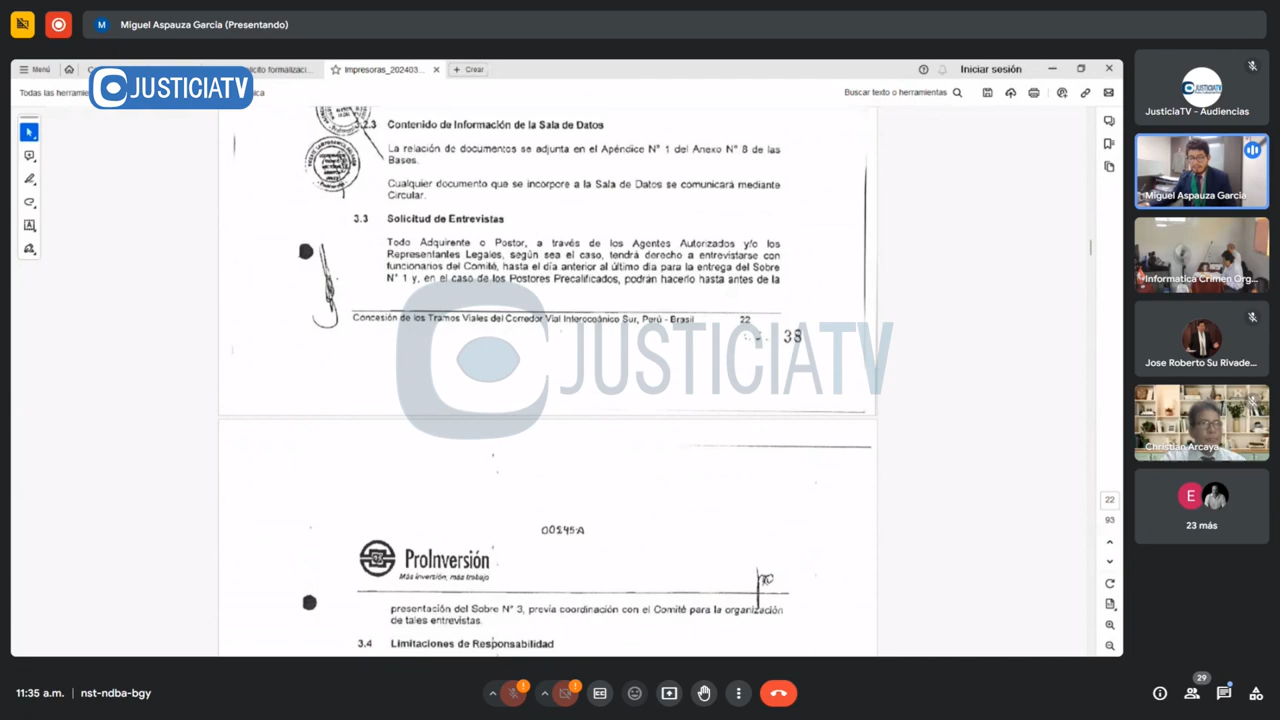 M Miguel Aspauza Garcia (Presentando)
Menú
icito formalizaci...
Impresoras_202403...
Crear
Iniciar sesión
JUSTICIATV
Todas las herramie
Buscar texto o herramientas
3.2.3 Contenido de Información de la Sala de Datos
La relación de documentos se adjunta en el Apéndice N° 1 del Anexo N° 8 de las
Bases.
Cualquier documento que se incorpore a la Sala de Datos se comunicará mediante
Circular.
3.3 Solicitud de Entrevistas
Todo Adquirente o Postor, a través de los Agentes Autorizados y/o los
Representantes Legales, según sea el caso, tendrá derecho a entrevistarse con
funcionarios del Comité, hasta el día anterior al último día para la entrega del Sobre
N° 1 y, en el caso de los Postores Precalificados, podrán hacerlo hasta antes de la
Concesión de los Tramos Viales del Corredor Vial Interoceánico Sur, Perú - Brasil 22
38
JUSTICIATV
00245A
ProInversión
Más inversión, más trabajo
presentación del Sobre N° 3, previa coordinación con el Comité para la organización
de tales entrevistas.
3.4 Limitaciones de Responsabilidad
22
93
JUSTICIATV
JusticiaTV - Audiencias
Miguel Aspauza Garcia
Informatica Crimen Org...
Jose Roberto Su Rivade...
Christian Arcaya
E
23 más
11:35 a.m. nst-ndba-bgy
29